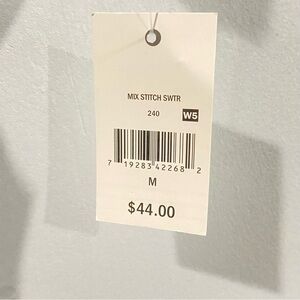 MIX STITCH SWTR
240 W5
7 19283 42268 2
M
$44.00